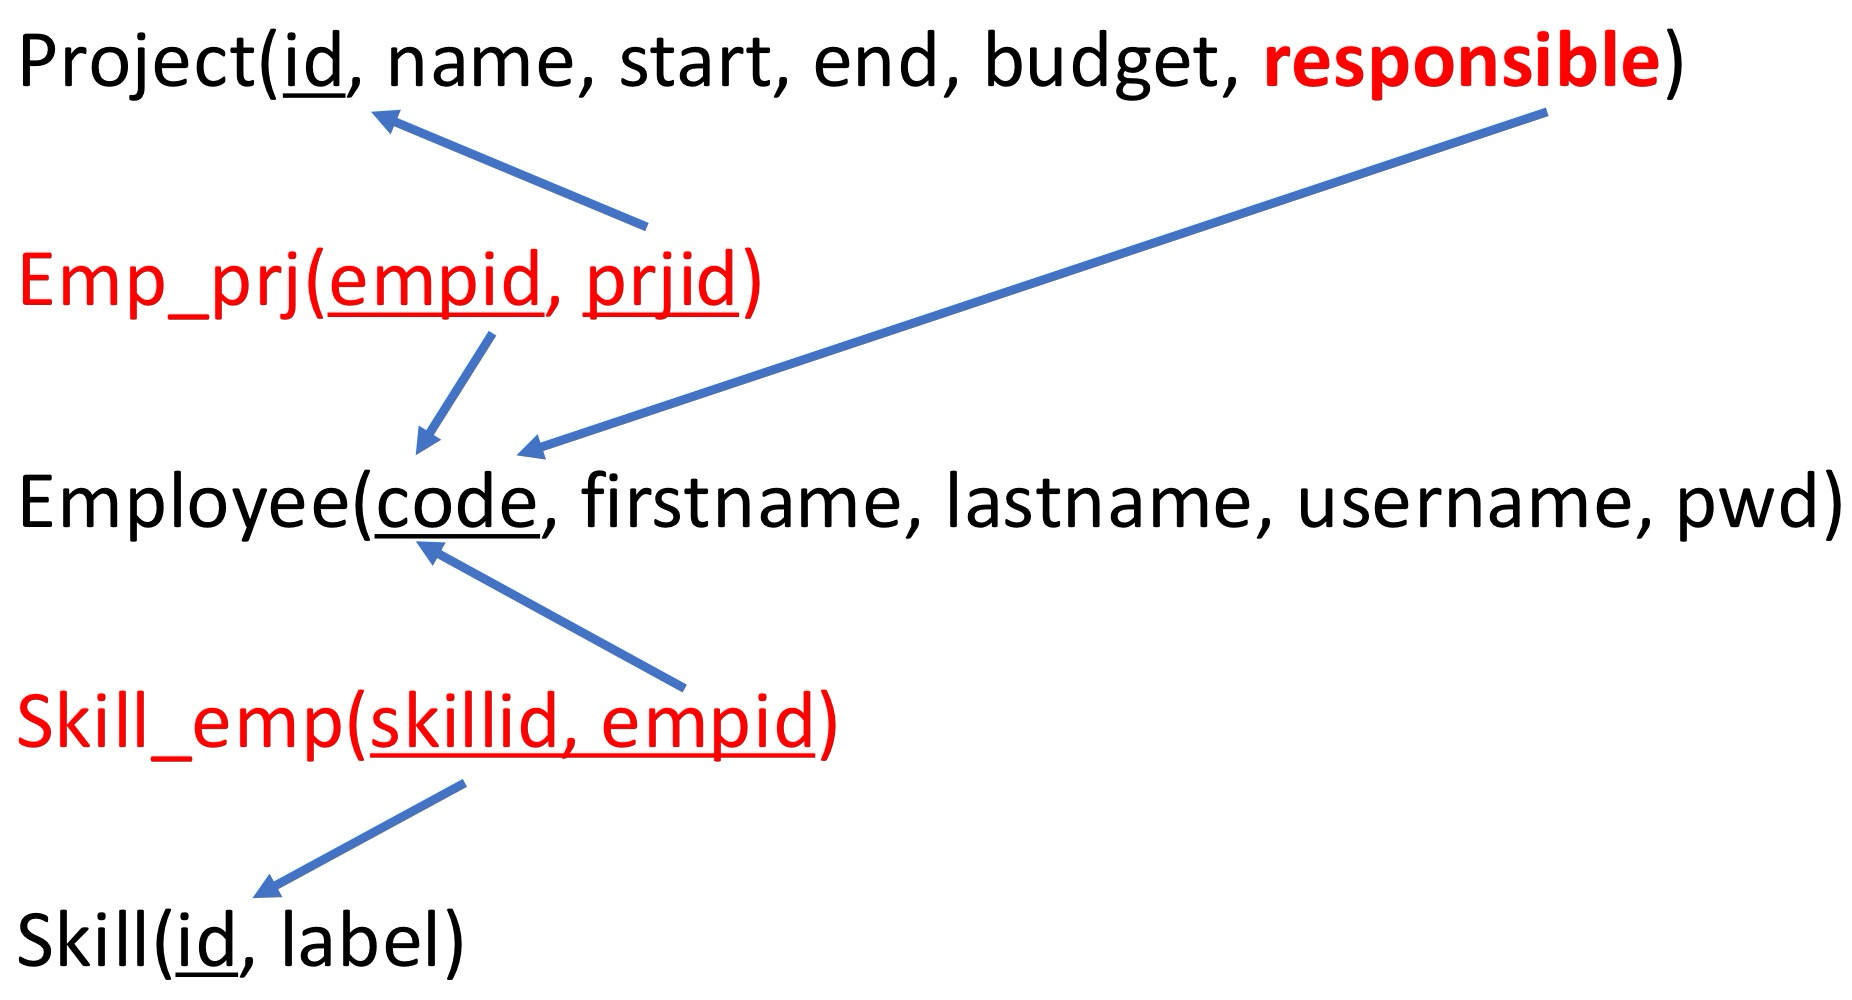 Project(id, name, start, end, budget, responsible)
Emp_prj(empid, prjid)
Employee(code, firstname, lastname, username, pwd)
Skill_emp(skillid, empid)
Skill(id, label)